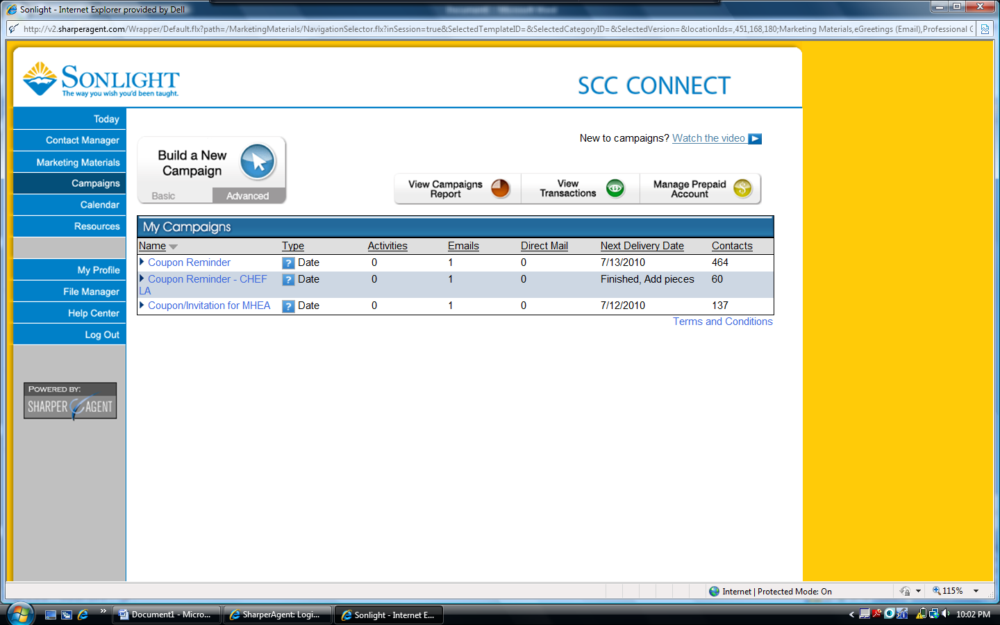 Sonlight - Internet Explorer provided by Dell
http://v2.sharperagent.com/Wrapper/Default.flx?path=/MarketingMaterials/NavigationSelector.flx?inSession=true&SelectedTemplateID=&SelectedCategoryID=&SelectedVersion=&locationIds=,451,168,180;Marketing Materials,eGreetings (Email),Professional C
SONLIGHT
The way you wish you'd been taught.
SCC CONNECT
Today
Contact Manager
Marketing Materials
Campaigns
Calendar
Resources
My Profile
File Manager
Help Center
Log Out
POWERED BY:
SHARPER AGENT
Build a New
Campaign
Basic
Advanced
New to campaigns? Watch the video
View Campaigns
Report
View
Transactions
Manage Prepaid
Account
My Campaigns
Name Type Activities Emails Direct Mail Next Delivery Date Contacts
Coupon Reminder ? Date 0 1 0 7/13/2010 464
Coupon Reminder - CHEF ? Date 0 1 0 Finished, Add pieces 60
LA
Coupon/Invitation for MHEA ? Date 0 1 0 7/12/2010 137
Terms and Conditions
Internet | Protected Mode: On
115%
Document1 - Micro...
SharperAgent: Logi...
Sonlight - Internet E...
10:02 PM